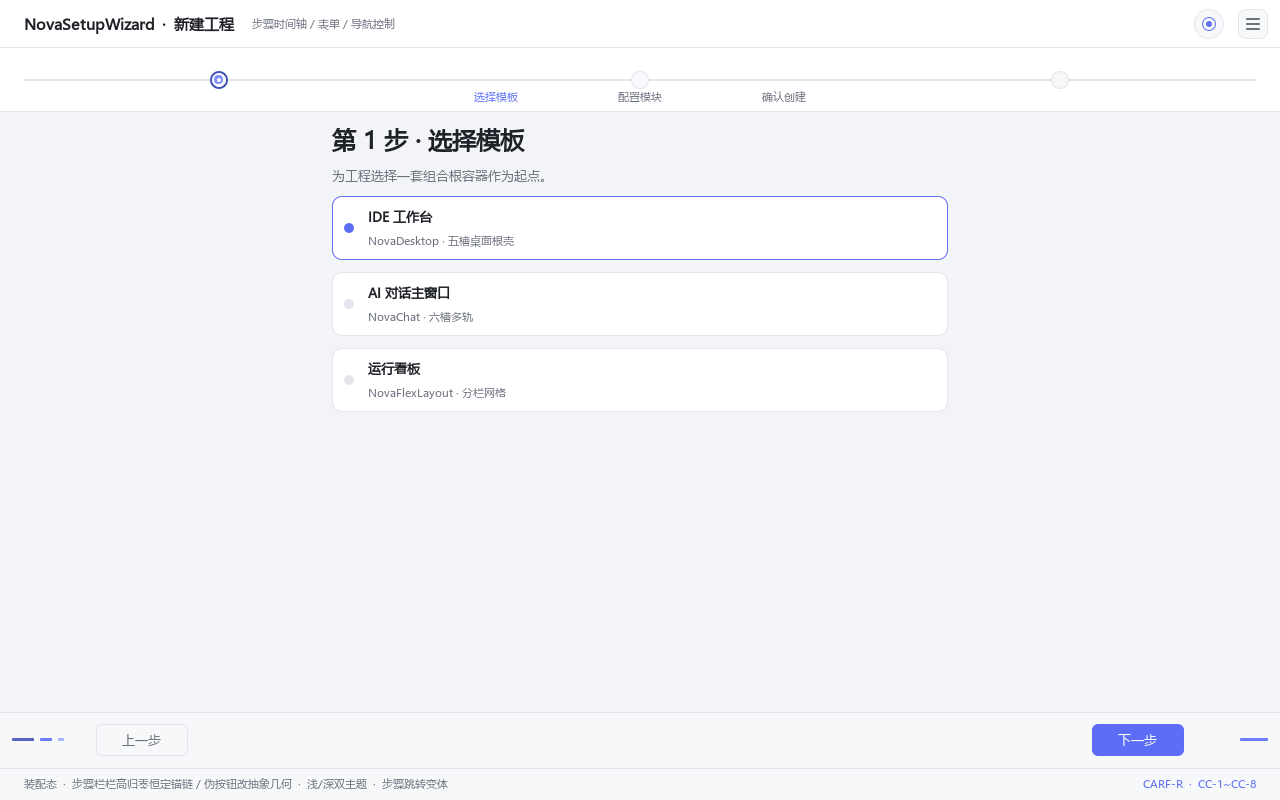 NovaSetupWizard · 新建工程 步骤时间轴 / 表单 / 导航控制
选择模板 配置模块 确认创建
第 1 步 · 选择模板
为工程选择一套组合根容器作为起点。
IDE 工作台
NovaDesktop · 五槽桌面根壳
AI 对话主窗口
NovaChat · 六槽多轨
运行看板
NovaFlexLayout · 分栏网格
上一步 下一步
装配态 · 步骤栏栏高归零恒定锚链 / 伪按钮改抽象几何 · 浅/深双主题 · 步骤跳转变体 CARF-R · CC-1~CC-8